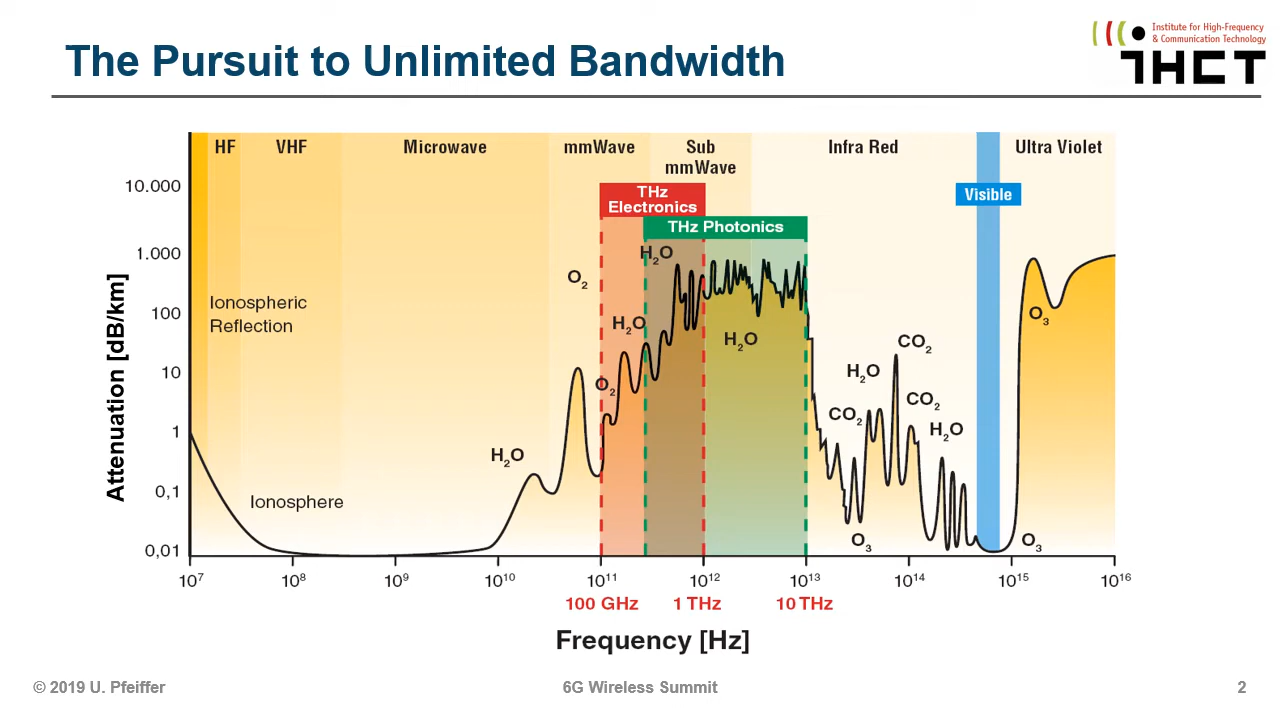 The Pursuit to Unlimited Bandwidth
Institute for High-Frequency
& Communication Technology
IHCT
HF
VHF
Microwave
mmWave
Sub
mmWave
Infra Red
Ultra Violet
THz
Electronics
THz Photonics
Visible
Attenuation [dB/km]
10.000
1.000
100
10
1
0,1
0,01
Ionospheric
Reflection
Ionosphere
H₂O
O₂
O₂
H₂O
H₂O
H₂O
CO₂
H₂O
CO₂
CO₂
H₂O
O₃
O₃
O₃
10⁷
10⁸
10⁹
10¹⁰
10¹¹
10¹²
10¹³
10¹⁴
10¹⁵
10¹⁶
100 GHz
1 THz
10 THz
Frequency [Hz]
© 2019 U. Pfeiffer
6G Wireless Summit
2